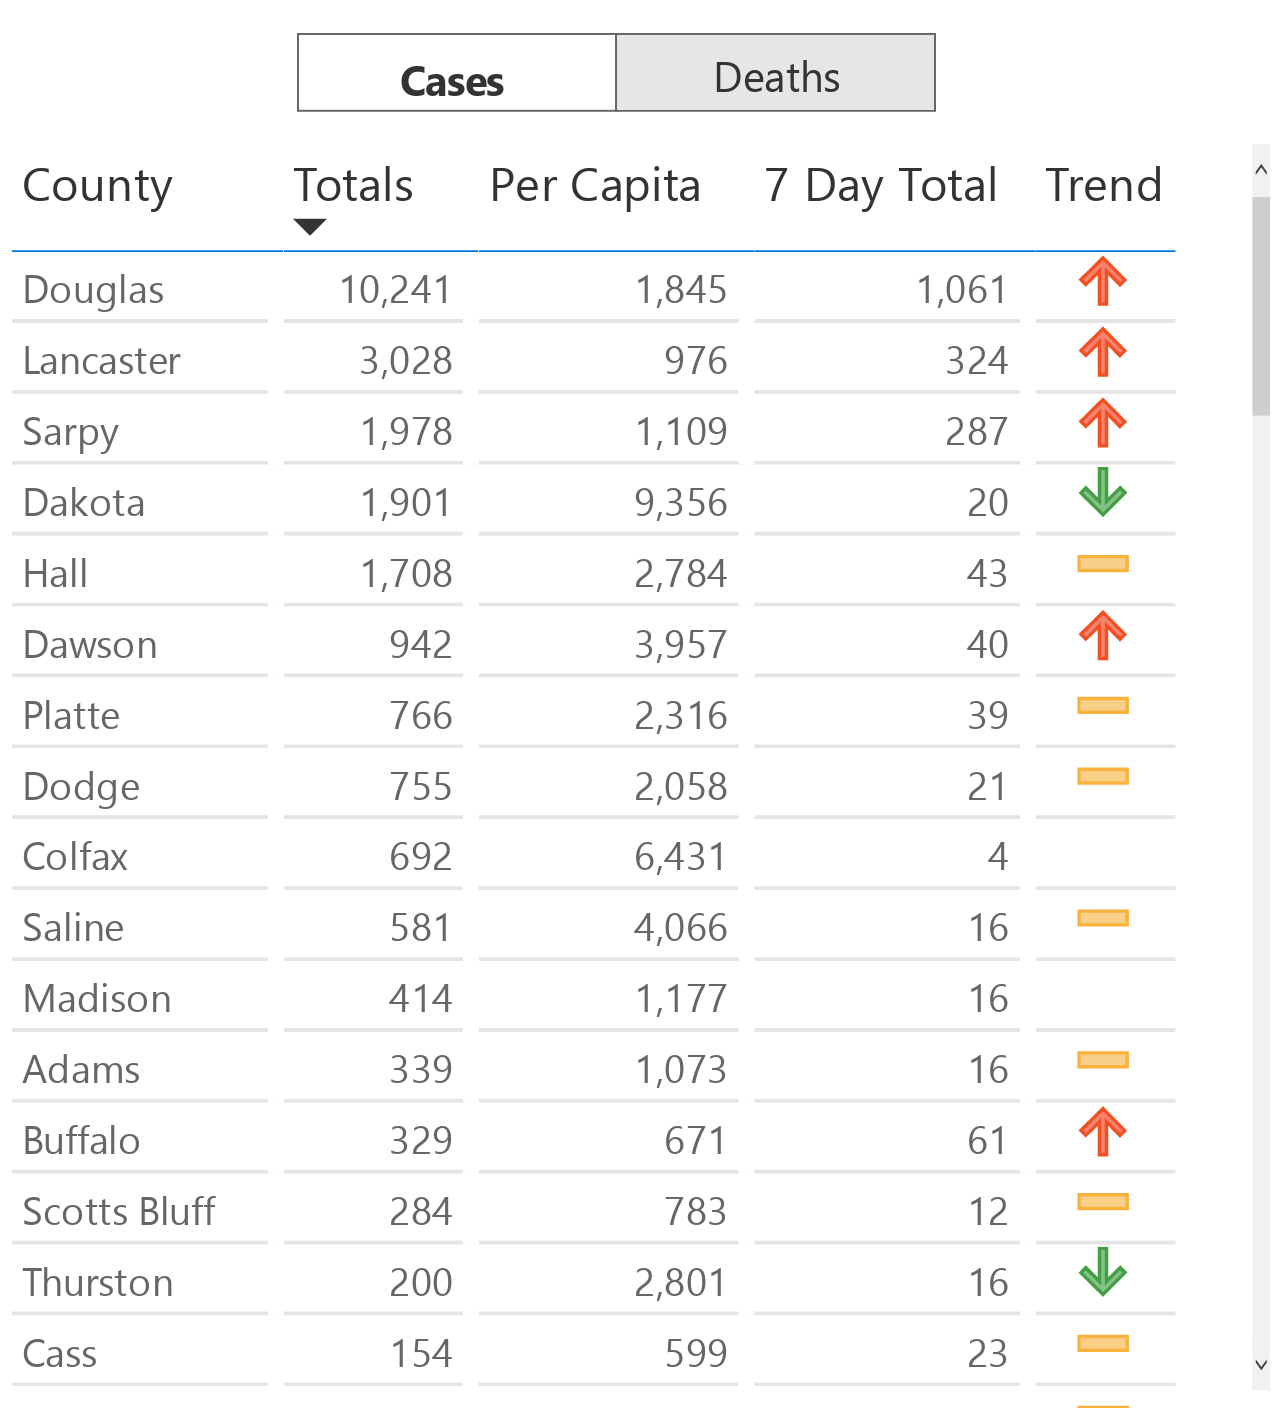 Cases Deaths
County Totals Per Capita 7 Day Total Trend
Douglas 10,241 1,845 1,061
Lancaster 3,028 976 324
Sarpy 1,978 1,109 287
Dakota 1,901 9,356 20
Hall 1,708 2,784 43
Dawson 942 3,957 40
Platte 766 2,316 39
Dodge 755 2,058 21
Colfax 692 6,431 4
Saline 581 4,066 16
Madison 414 1,177 16
Adams 339 1,073 16
Buffalo 329 671 61
Scotts Bluff 284 783 12
Thurston 200 2,801 16
Cass 154 599 23